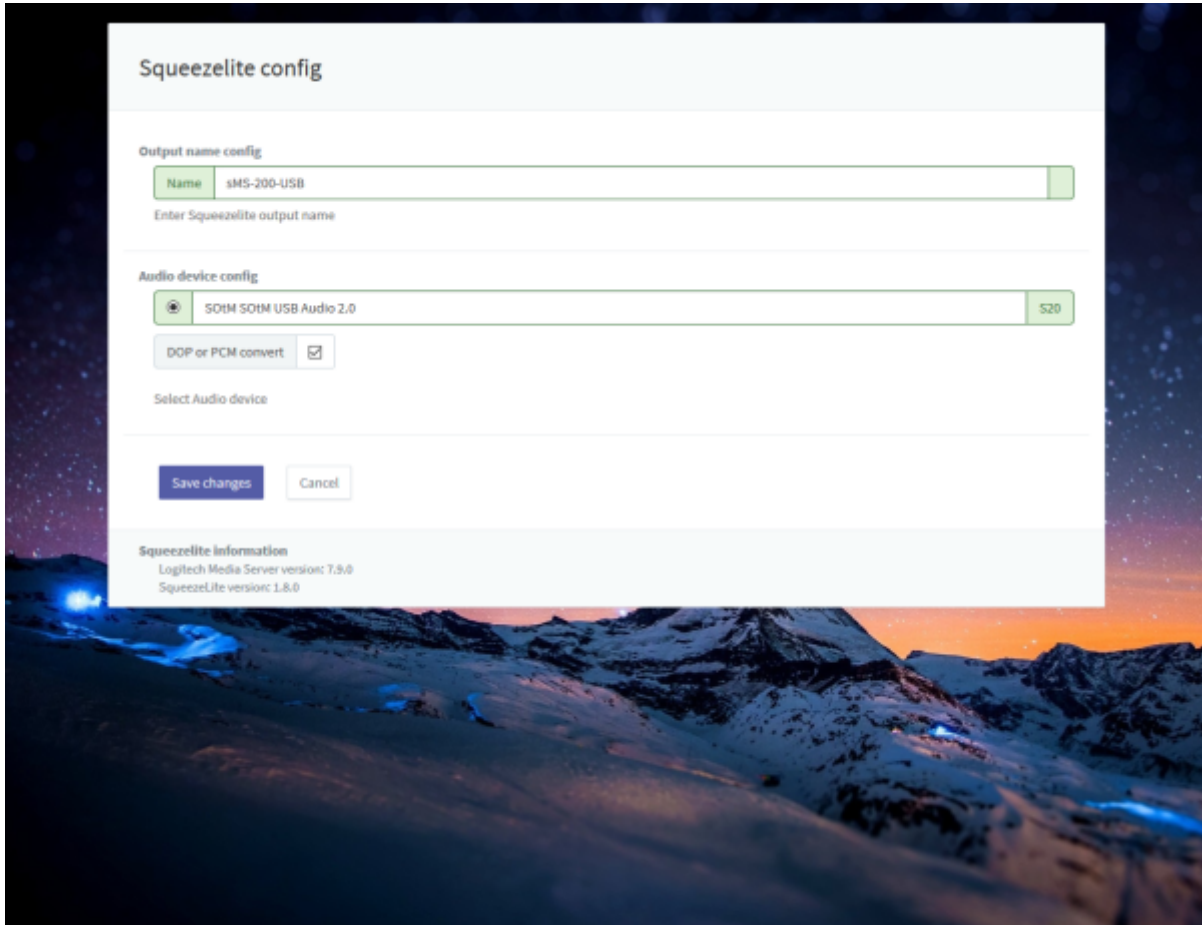 Squeezelite config
Output name config
Name sMS-200-USB
Enter Squeezelite output name
Audio device config
SOtM SOtM USB Audio 2.0 S20
DOP or PCM convert
Select Audio device
Save changes Cancel
Squeezelite information
Logitech Media Server version: 7.9.0
SqueezeLite version: 1.8.0